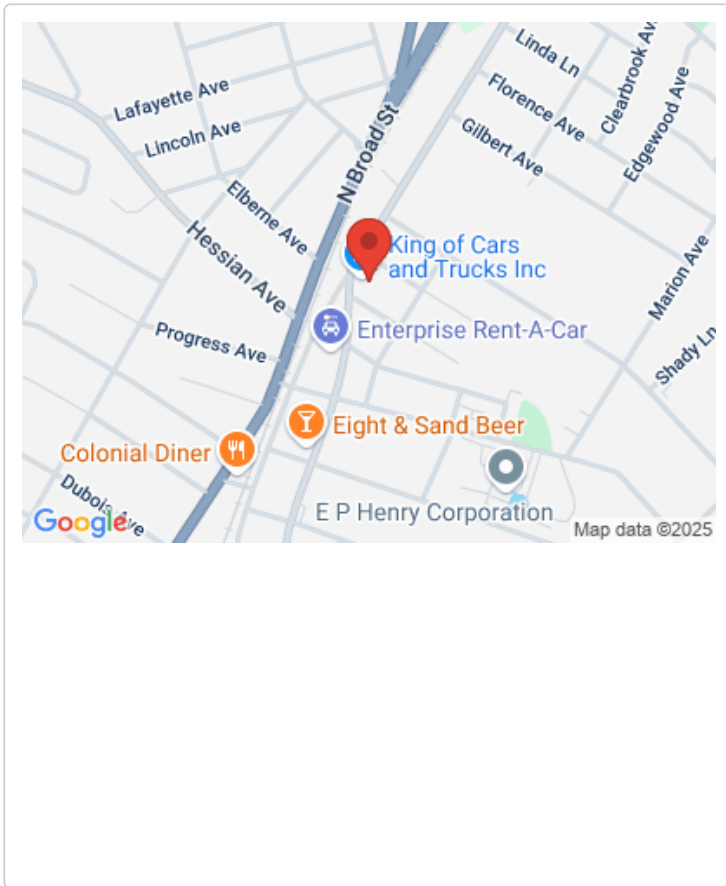 Linda Ln
Clearbrook Av
Lafayette Ave
Florence Ave
Edgewood Ave
Lincoln Ave
N Broad St
Gilbert Ave
Elberne Ave
Hessian Ave
King of Cars
and Trucks Inc
Marion Ave
Progress Ave
Enterprise Rent-A-Car
Shady Ln
Eight & Sand Beer
Colonial Diner
Dubois Ave
E P Henry Corporation
Google
Map data ©2025